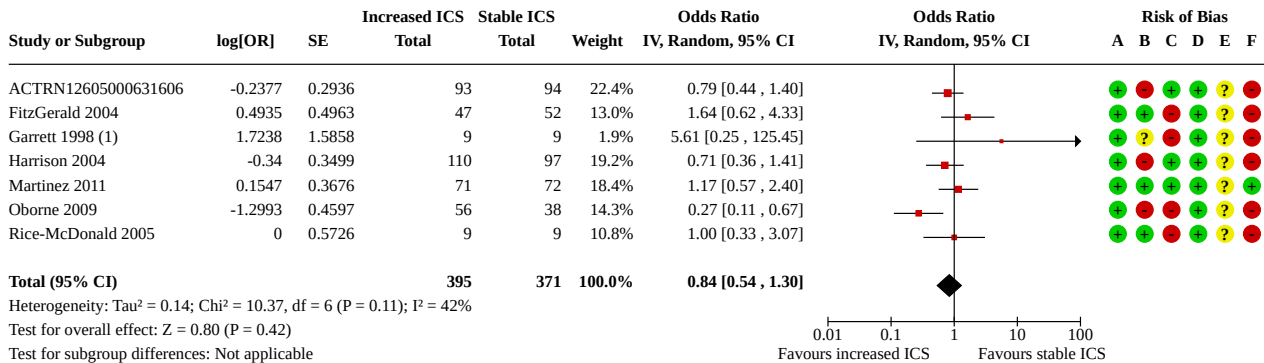 Increased ICS Stable ICS Odds Ratio Odds Ratio Risk of Bias
Study or Subgroup log[OR] SE Total Total Weight IV, Random, 95% CI IV, Random, 95% CI A B C D E F
ACTRN12605000631606 -0.2377 0.2936 93 94 22.4% 0.79 [0.44 , 1.40] + - + + ? -
FitzGerald 2004 0.4935 0.4963 47 52 13.0% 1.64 [0.62 , 4.33] + + - + ? -
Garrett 1998 (1) 1.7238 1.5858 9 9 1.9% 5.61 [0.25 , 125.45] + ? - + ? -
Harrison 2004 -0.34 0.3499 110 97 19.2% 0.71 [0.36 , 1.41] + - + + ? -
Martinez 2011 0.1547 0.3676 71 72 18.4% 1.17 [0.57 , 2.40] + + + + ? +
Oborne 2009 -1.2993 0.4597 56 38 14.3% 0.27 [0.11 , 0.67] + - - + ? -
Rice-McDonald 2005 0 0.5726 9 9 10.8% 1.00 [0.33 , 3.07] + + - + ? -
Total (95% CI) 395 371 100.0% 0.84 [0.54 , 1.30]
Heterogeneity: Tau² = 0.14; Chi² = 10.37, df = 6 (P = 0.11); I² = 42%
Test for overall effect: Z = 0.80 (P = 0.42)
0.01 0.1 1 10 100
Test for subgroup differences: Not applicable
Favours increased ICS Favours stable ICS